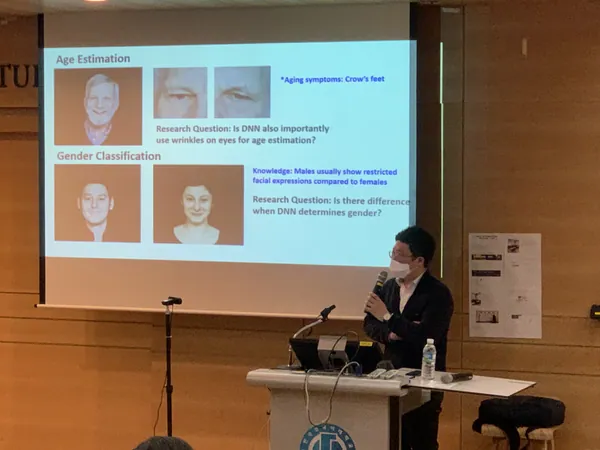 TU
Age Estimation
*Aging symptoms: Crow's feet
Research Question: Is DNN also importantly
use wrinkles on eyes for age estimation?
Gender Classification
Knowledge: Males usually show restricted
facial expressions compared to females
Research Question: Is there difference
when DNN determines gender?